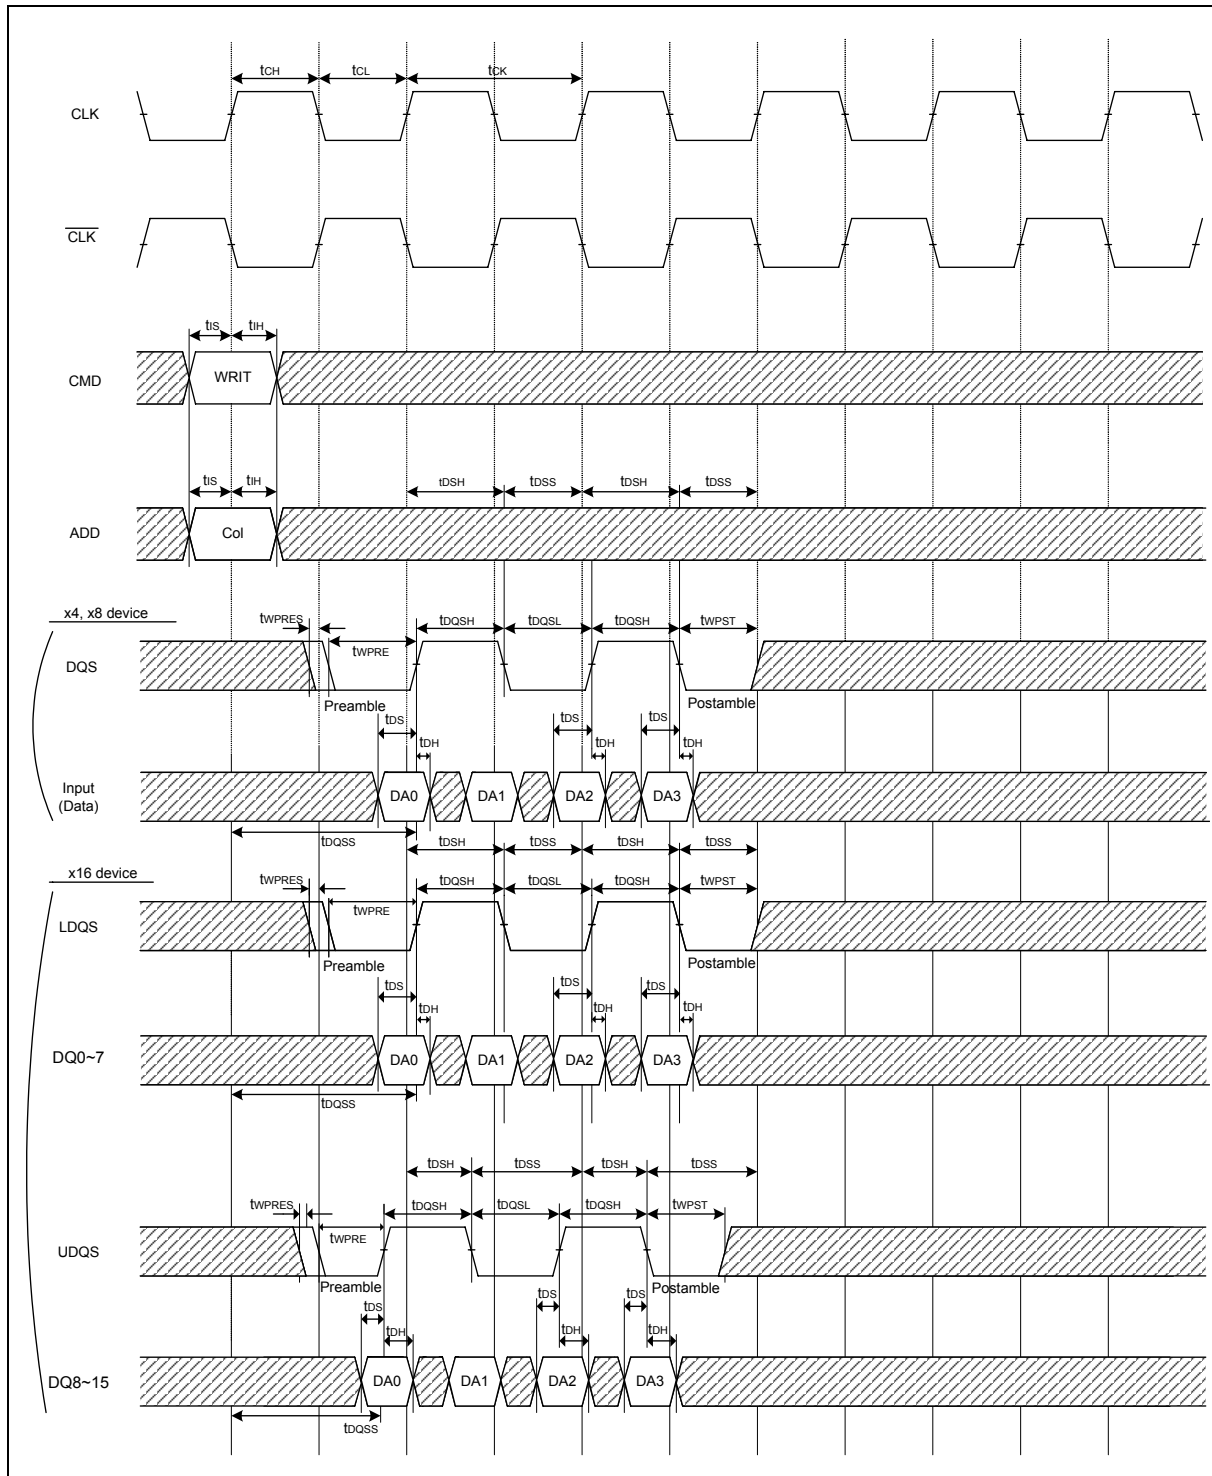 tCH tCL tCK
CLK
CLK
tIS tIH
CMD WRIT
tIS tIH tDSH tDSS tDSH tDSS
ADD Col
x4, x8 device
tWPRES tDQSH tDQSL tDQSH tWPST
tWPRE
DQS
Preamble Postamble
tDS tDS tDS
tDH tDH tDH
Input
(Data)
DA0 DA1 DA2 DA3
tDQSS
tDSH tDSS tDSH tDSS
x16 device
tWPRES tDQSH tDQSL tDQSH tWPST
tWPRE
LDQS
Preamble Postamble
tDS tDS tDS
tDH tDH tDH
DQ0~7 DA0 DA1 DA2 DA3
tDQSS
tDSH tDSS tDSH tDSS
tWPRES tDQSH tDQSL tDQSH tWPST
tWPRE
UDQS
Preamble Postamble
tDS tDS tDS
tDH tDH tDH
DQ8~15 DA0 DA1 DA2 DA3
tDQSS